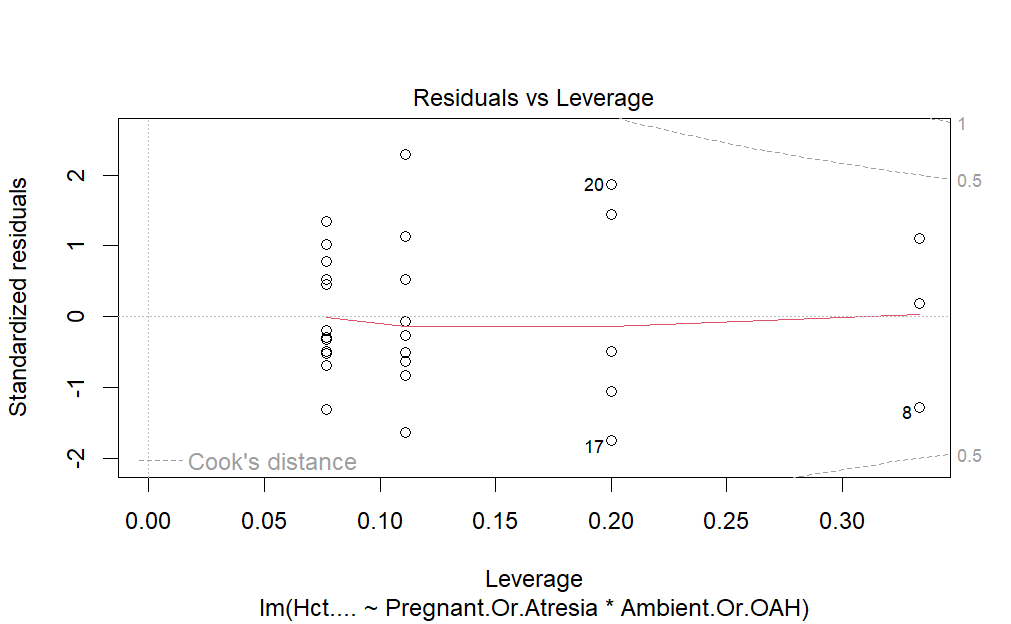 Residuals vs Leverage
Standardized residuals
2
1
0
-1
-2
1
0.5
0.5
20
17
8
Cook's distance
0.00 0.05 0.10 0.15 0.20 0.25 0.30
Leverage
lm(Hct.... ~ Pregnant.Or.Atresia * Ambient.Or.OAH)